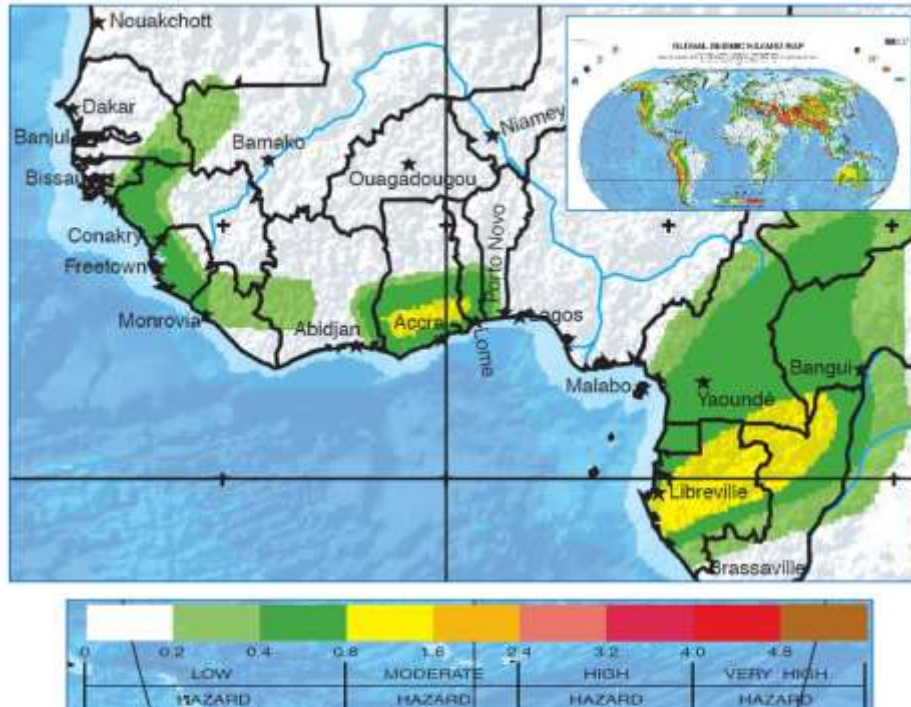 Nouakchott
GLOBAL SEISMIC HAZARD MAP
Dakar
Banjul
Bissau
Bamako
Niamey
Ouagadougou
Conakry
Freetown
Monrovia
Abidjan
Accra
Lome
Porto Novo
Lagos
Malabo
Yaoundè
Bangui
Libreville
Brassaville
0 0.2 0.4 0.8 1.6 2.4 3.2 4.0 4.8
LOW MODERATE HIGH VERY HIGH
HAZARD HAZARD HAZARD HAZARD